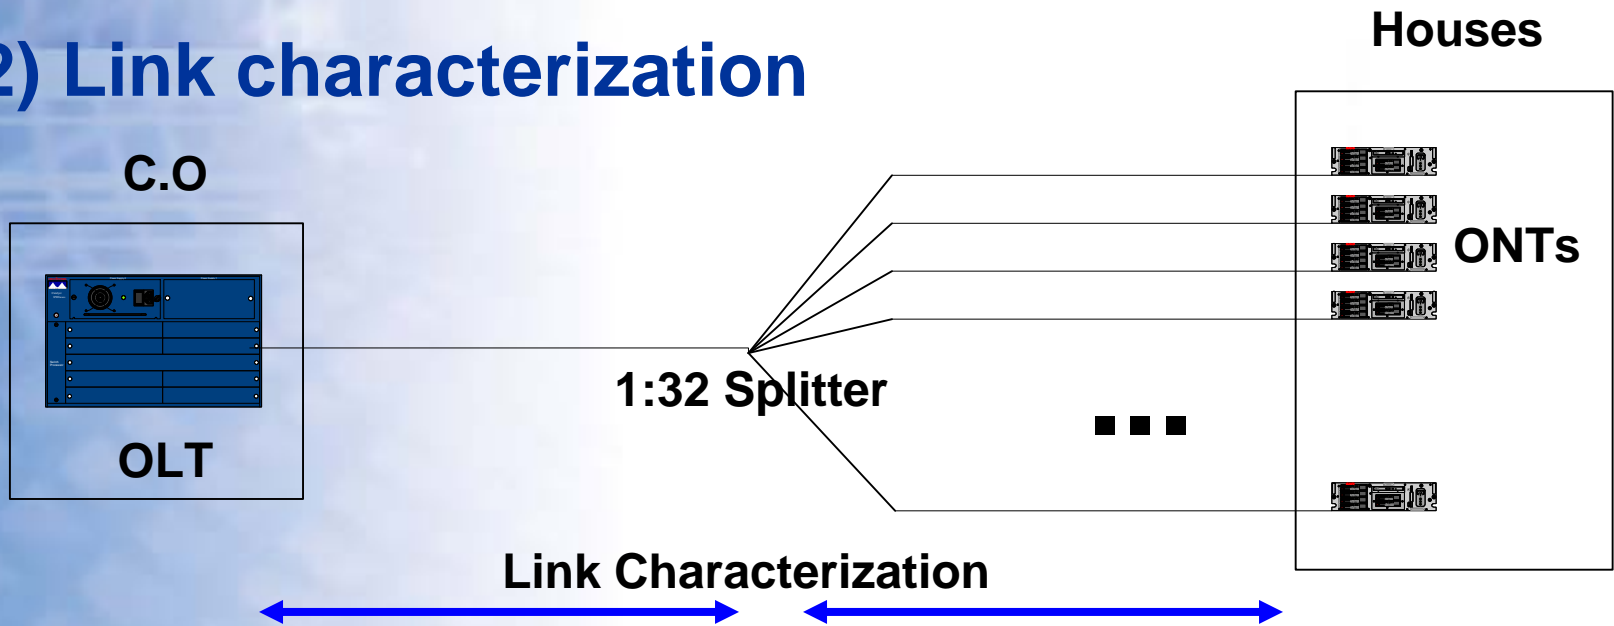 Houses
2) Link characterization
C.O
ONTs
1:32 Splitter
OLT
Link Characterization